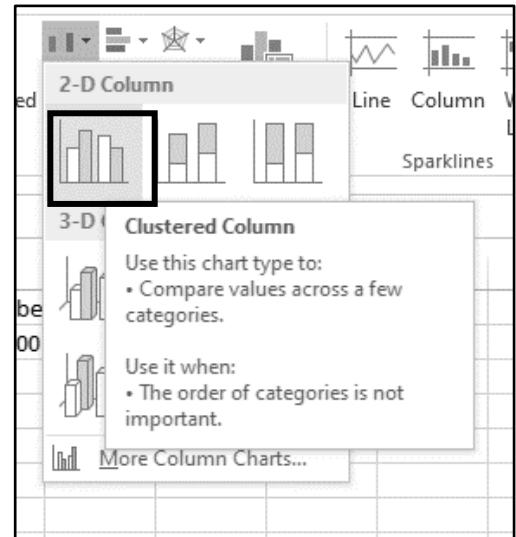 2-D Column
ed
Line Column
Sparklines
3-D
Clustered Column
Use this chart type to:
• Compare values across a few
categories.
be
00
Use it when:
• The order of categories is not
important.
More Column Charts...